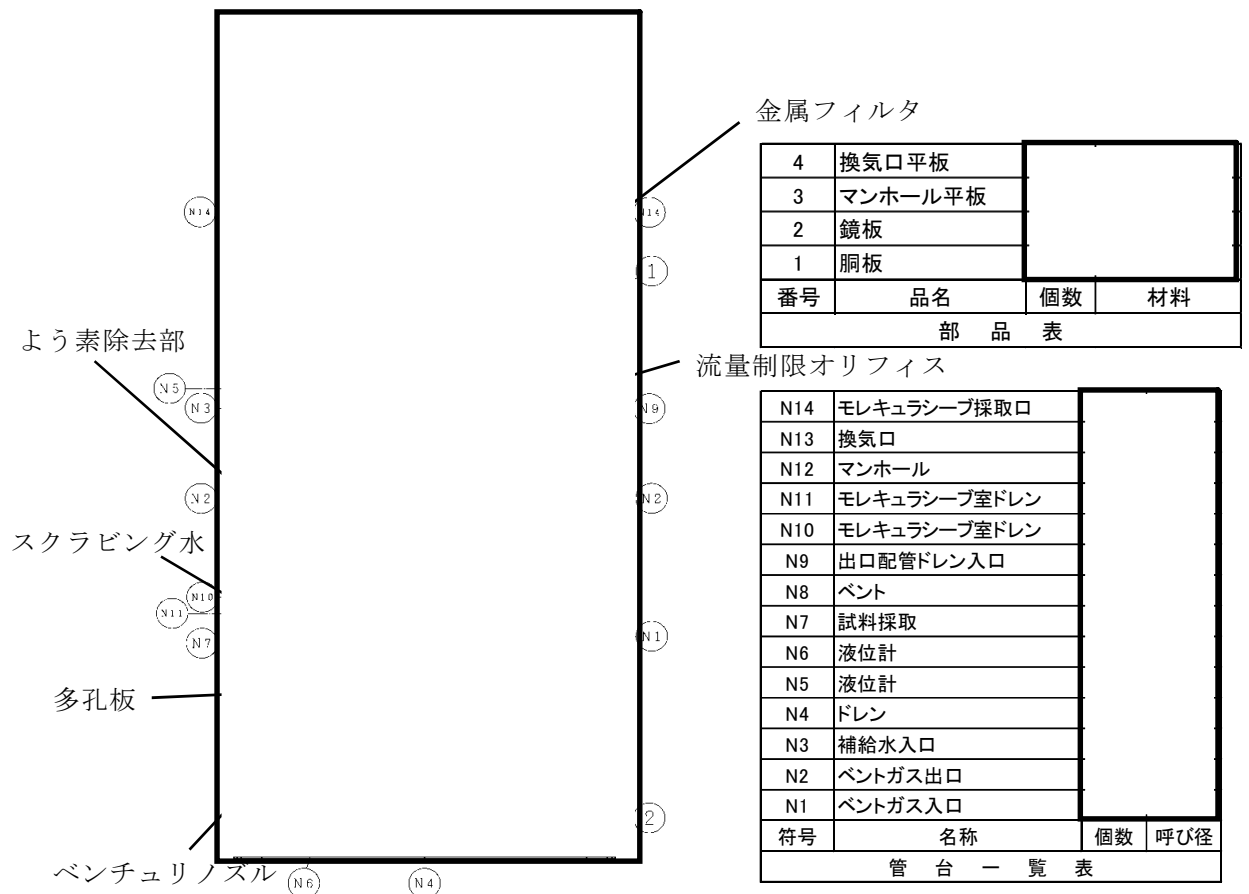 金属フィルタ
N14
N14
1
よう素除去部
流量制限オリフィス
N5
N3
N9
N2
N2
スクラビング水
N10
N11
N7
N1
多孔板
2
ベンチュリノズル
N6
N4
4 換気口平板
3 マンホール平板
2 鏡板
1 胴板
番号 品名 個数 材料
部品表
N14 モレキュラシーブ採取口
N13 換気口
N12 マンホール
N11 モレキュラシーブ室ドレン
N10 モレキュラシーブ室ドレン
N9 出口配管ドレン入口
N8 ベント
N7 試料採取
N6 液位計
N5 液位計
N4 ドレン
N3 補給水入口
N2 ベントガス出口
N1 ベントガス入口
符号 名称 個数 呼び径
管台一覧表